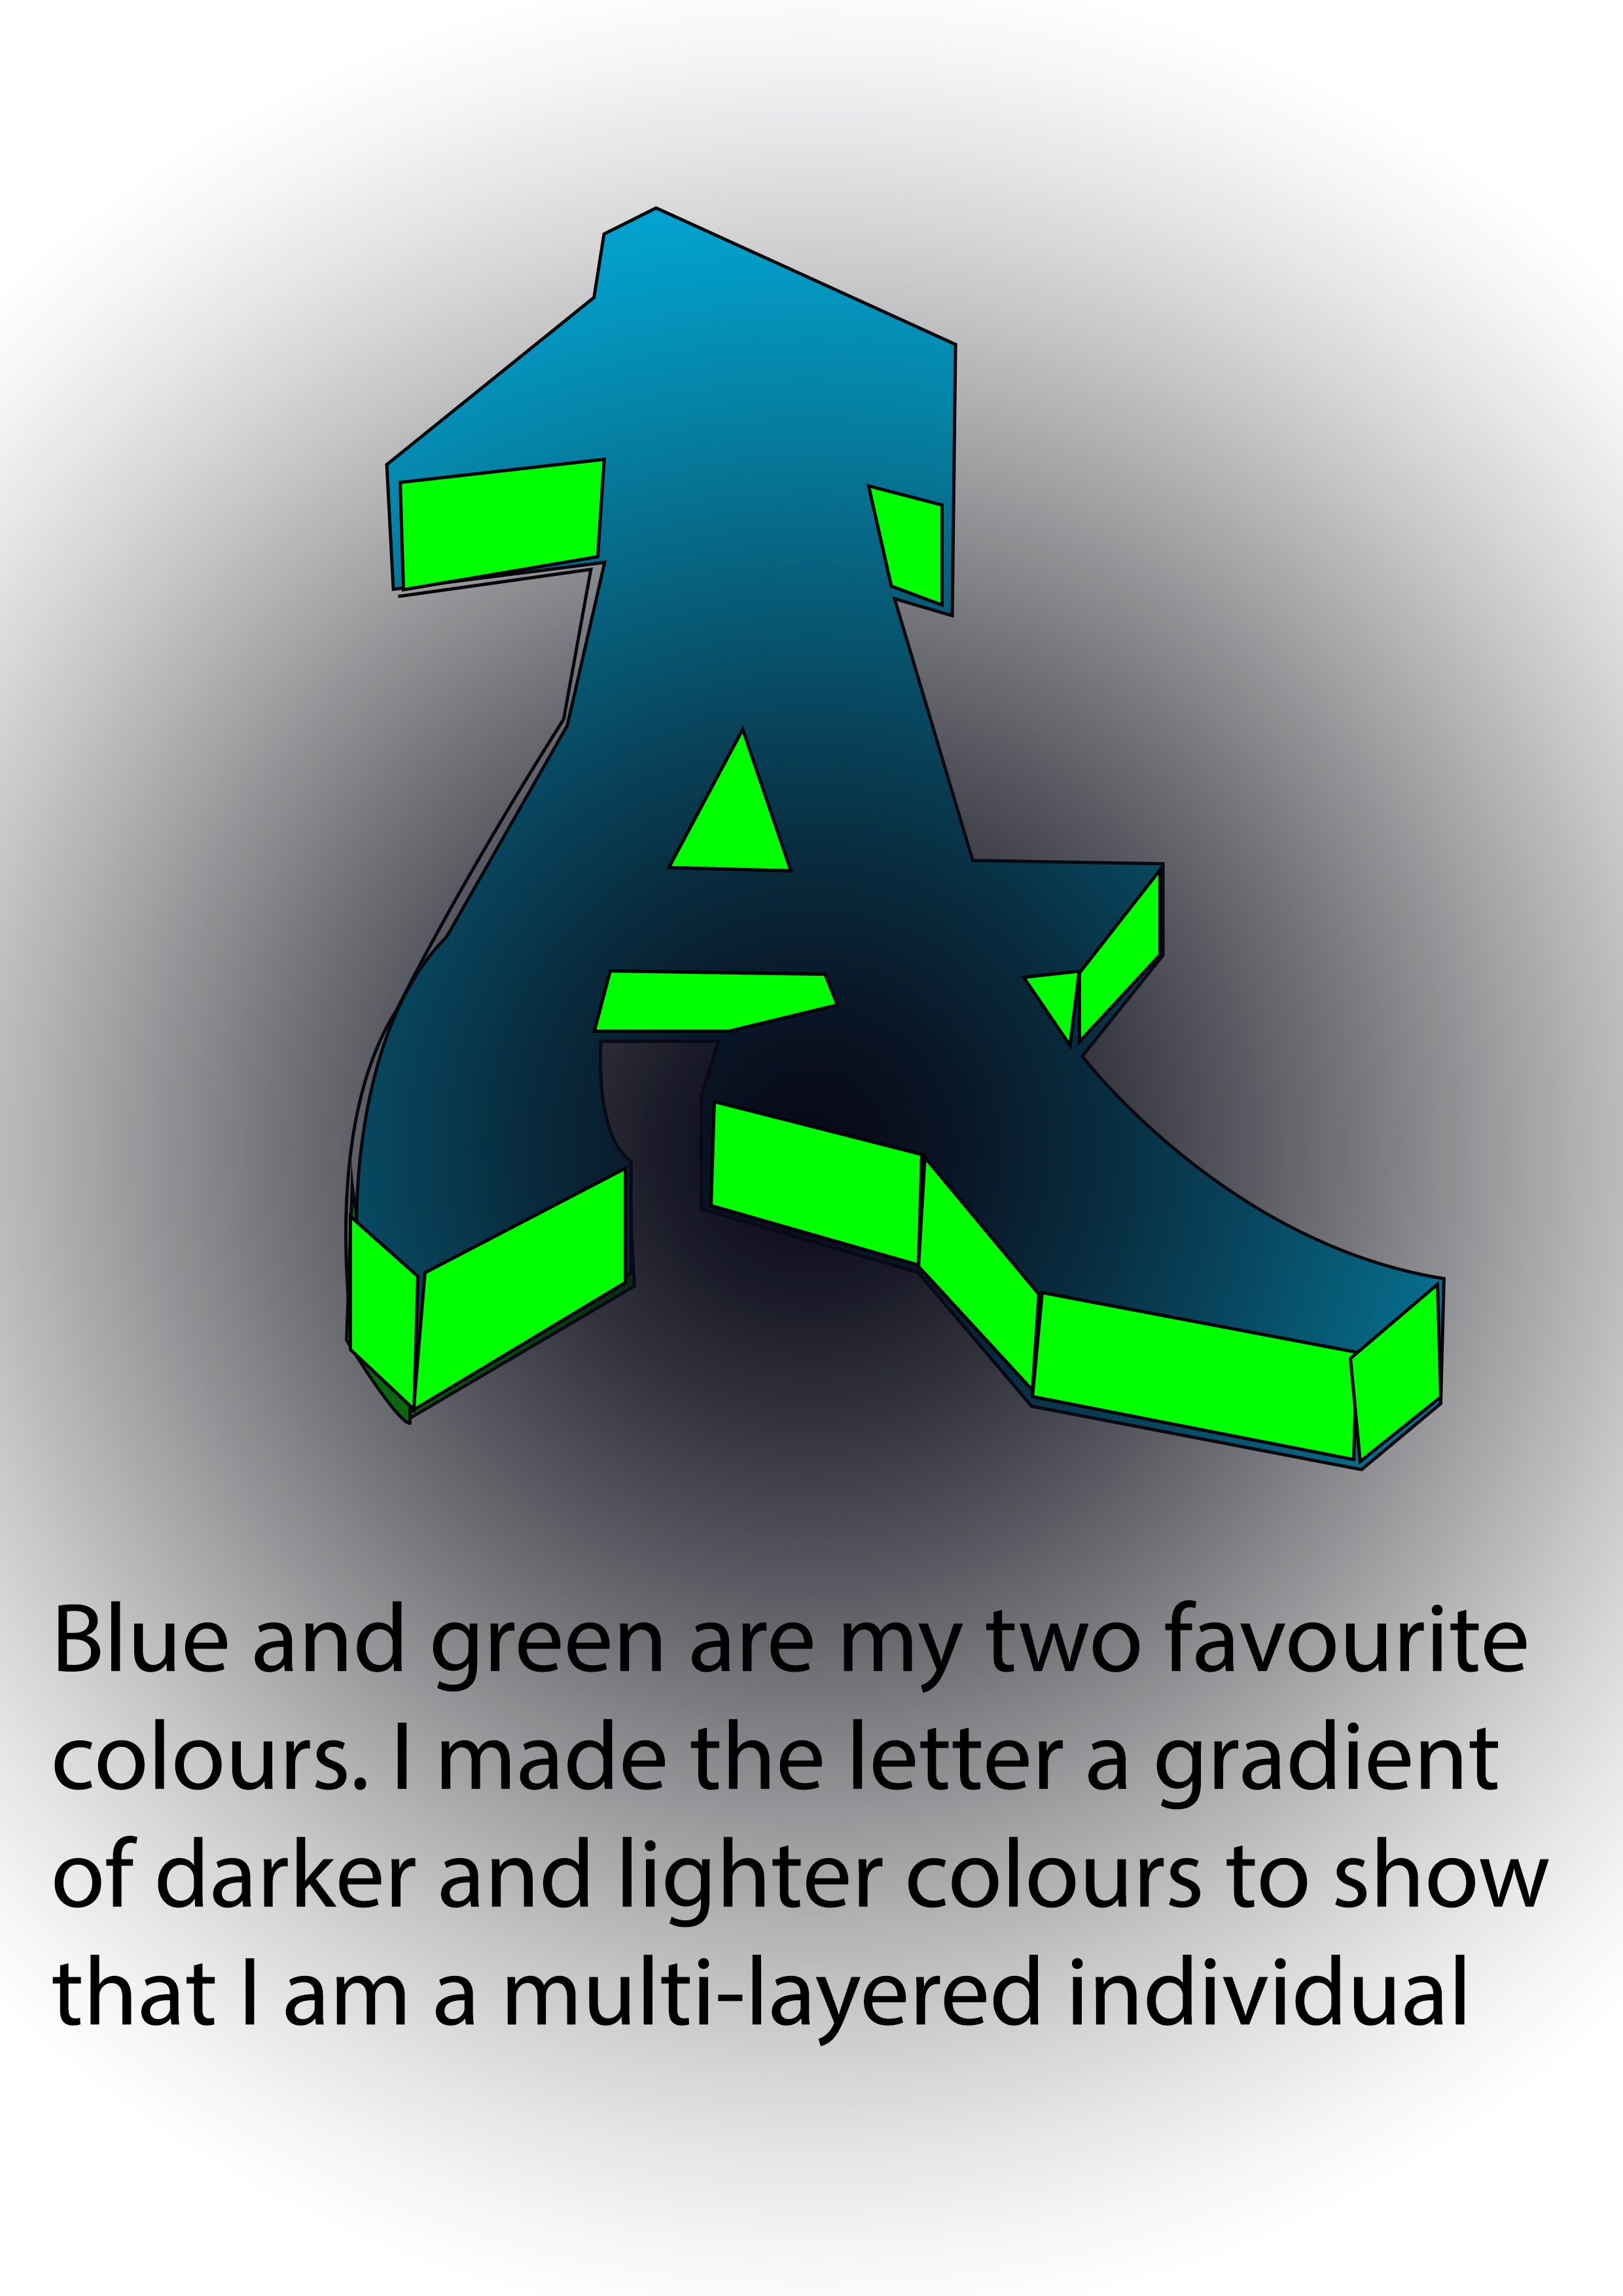 A
Blue and green are my two favourite
colours. I made the letter a gradient
of darker and lighter colours to show
that I am a multi-layered individual